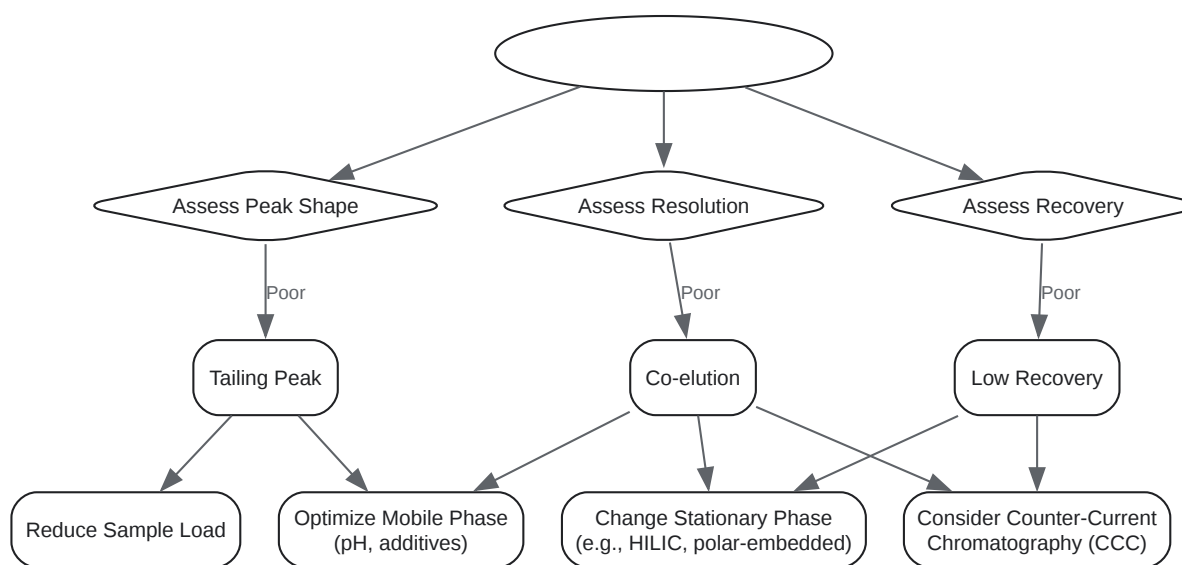 Assess Peak Shape
Assess Resolution
Assess Recovery
Poor
Poor
Poor
Tailing Peak
Co-elution
Low Recovery
Reduce Sample Load
Optimize Mobile Phase
(pH, additives)
Change Stationary Phase
(e.g., HILIC, polar-embedded)
Consider Counter-Current
Chromatography (CCC)